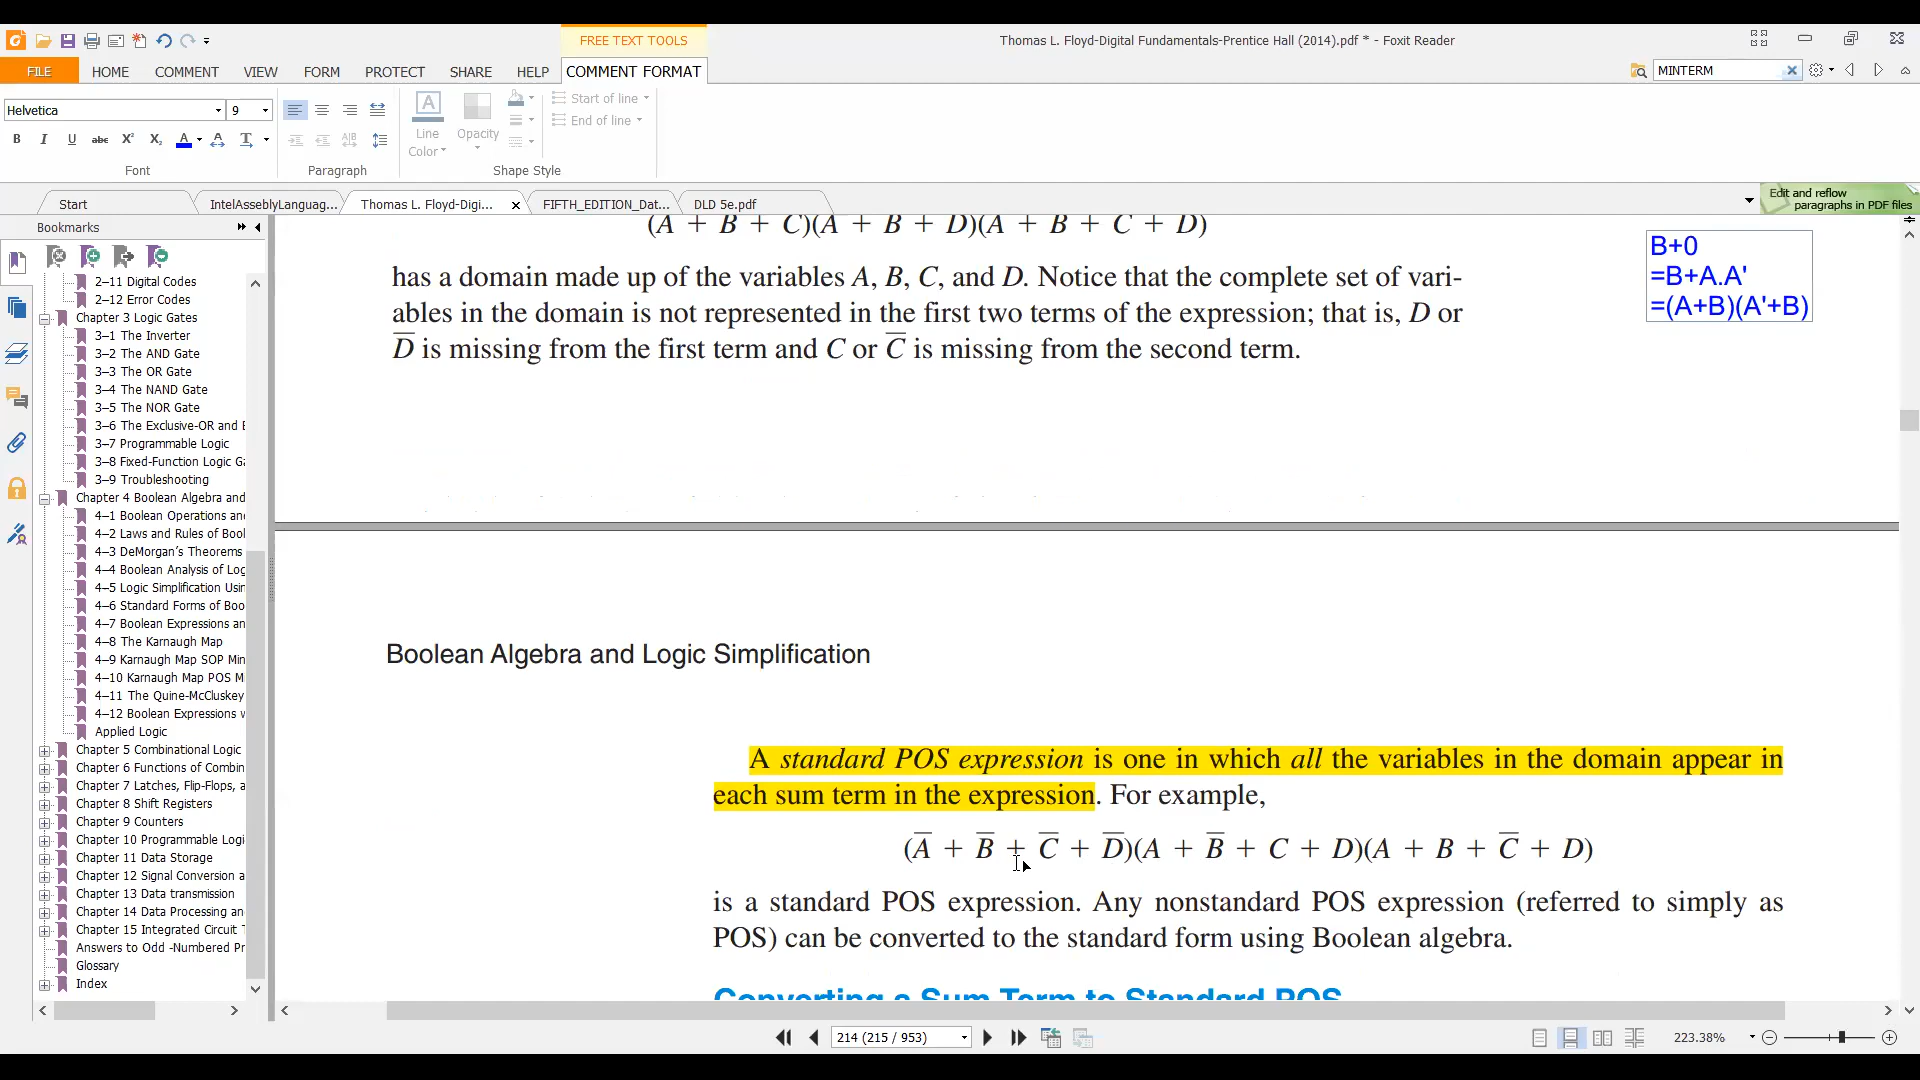 FREE TEXT TOOLS
Thomas L. Floyd-Digital Fundamentals-Prentice Hall (2014).pdf * - Foxit Reader
FILE HOME COMMENT VIEW FORM PROTECT SHARE HELP COMMENT FORMAT
MINTERM
Helvetica 9
Start of line
End of line
Line Color
Opacity
Font Paragraph Shape Style
Start IntelAsseblyLanguag... Thomas L. Floyd-Digi... FIFTH_EDITION_Dat... DLD 5e.pdf
Edit and reflow
paragraphs in PDF files
Bookmarks
2–11 Digital Codes
2–12 Error Codes
Chapter 3 Logic Gates
3–1 The Inverter
3–2 The AND Gate
3–3 The OR Gate
3–4 The NAND Gate
3–5 The NOR Gate
3–6 The Exclusive-OR and E
3–7 Programmable Logic
3–8 Fixed-Function Logic Ga
3–9 Troubleshooting
Chapter 4 Boolean Algebra and
4–1 Boolean Operations and
4–2 Laws and Rules of Bool
4–3 DeMorgan's Theorems
4–4 Boolean Analysis of Log
4–5 Logic Simplification Usin
4–6 Standard Forms of Boo
4–7 Boolean Expressions an
4–8 The Karnaugh Map
4–9 Karnaugh Map SOP Min
4–10 Karnaugh Map POS M
4–11 The Quine-McCluskey
4–12 Boolean Expressions w
Applied Logic
Chapter 5 Combinational Logic
Chapter 6 Functions of Combin
Chapter 7 Latches, Flip-Flops, a
Chapter 8 Shift Registers
Chapter 9 Counters
Chapter 10 Programmable Logi
Chapter 11 Data Storage
Chapter 12 Signal Conversion a
Chapter 13 Data transmission
Chapter 14 Data Processing an
Chapter 15 Integrated Circuit T
Answers to Odd -Numbered Pr
Glossary
Index
(A + B + C)(A + B + D)(A + B + C + D)
has a domain made up of the variables A, B, C, and D. Notice that the complete set of vari-
ables in the domain is not represented in the first two terms of the expression; that is, D or
D̅ is missing from the first term and C or C̅ is missing from the second term.
B+0
=B+A.A'
=(A+B)(A'+B)
Boolean Algebra and Logic Simplification
A standard POS expression is one in which all the variables in the domain appear in
each sum term in the expression. For example,
(A̅ + B̅ + C̅ + D̅)(A + B̅ + C + D)(A + B + C̅ + D)
is a standard POS expression. Any nonstandard POS expression (referred to simply as
POS) can be converted to the standard form using Boolean algebra.
Converting a Sum Term to Standard POS
214 (215 / 953)
223.38%